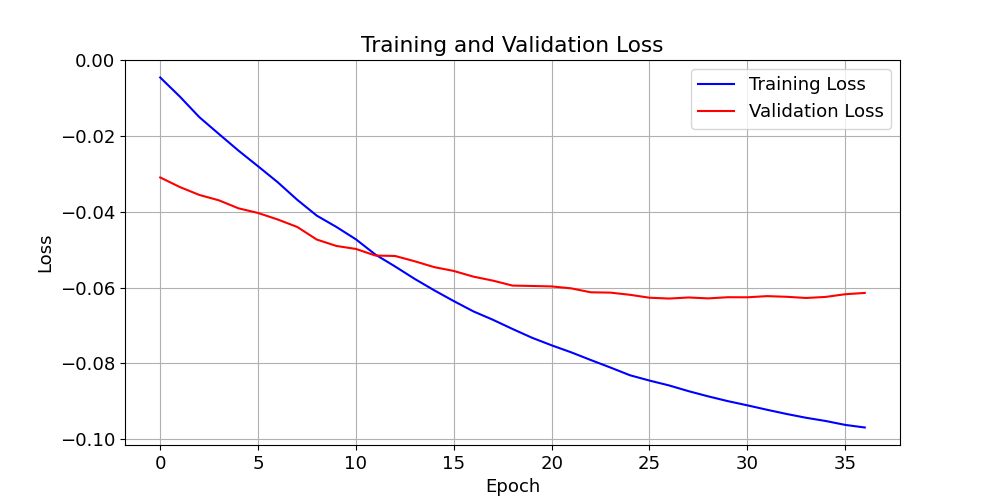 Training and Validation Loss
Training Loss
Validation Loss
0.00
−0.02
−0.04
−0.06
−0.08
−0.10
Loss
0 5 10 15 20 25 30 35
Epoch